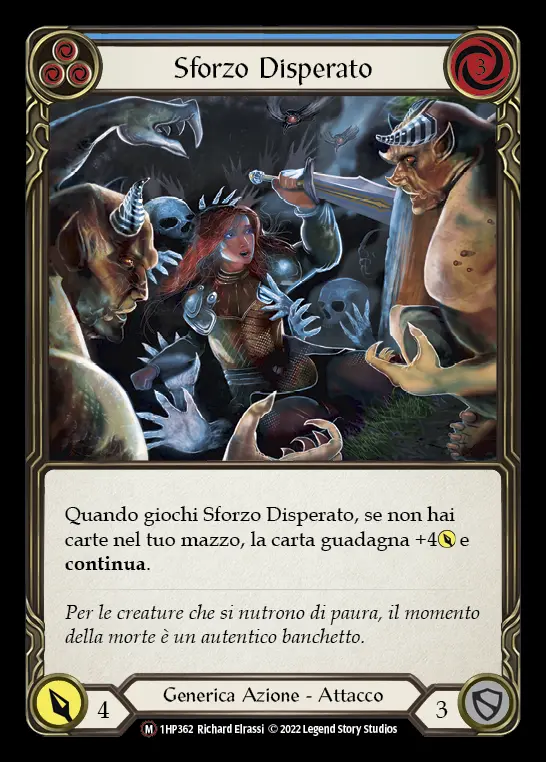 Sforzo Disperato
3
Quando giochi Sforzo Disperato, se non hai
carte nel tuo mazzo, la carta guadagna +4 e
continua.
Per le creature che si nutrono di paura, il momento
della morte è un autentico banchetto.
4
Generica Azione - Attacco
3
M 1HP362 Richard Elrassi © 2022 Legend Story Studios